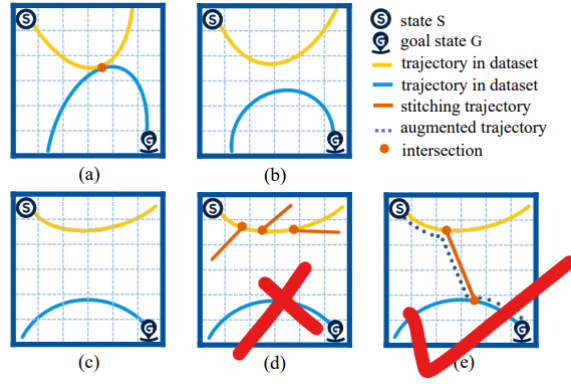 S
G
(a)
(b)
S state S
G goal state G
trajectory in dataset
trajectory in dataset
stitching trajectory
augmented trajectory
intersection
S
G
(c)
(d)
S
G
(e)